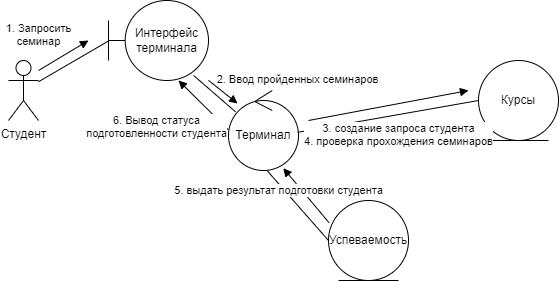 1. Запросить
семинар
Интерфейс
терминала
Студент
2. Ввод пройденных семинаров
6. Вывод статуса
подготовленности студента
Терминал
Курсы
3. создание запроса студента
4. проверка прохождения семинаров
5. выдать результат подготовки студента
Успеваемость